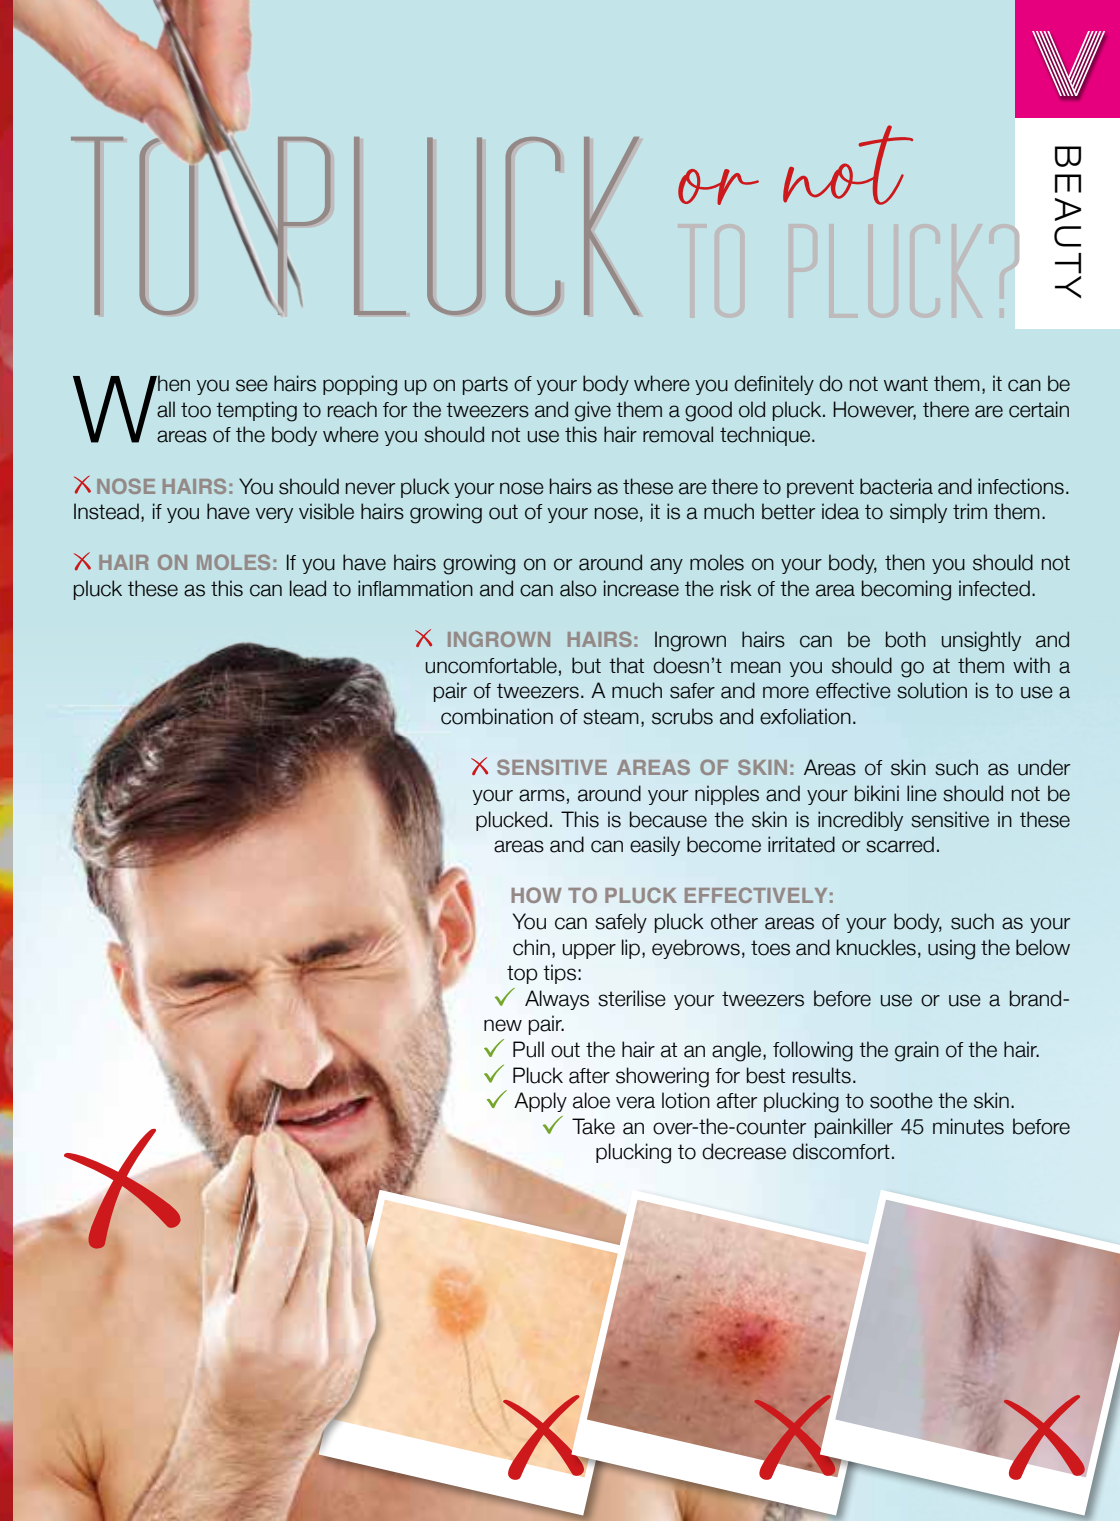 V
BEAUTY
TO PLUCK or not
TO PLUCK?
When you see hairs popping up on parts of your body where you definitely do not want them, it can be
all too tempting to reach for the tweezers and give them a good old pluck. However, there are certain
areas of the body where you should not use this hair removal technique.
NOSE HAIRS: You should never pluck your nose hairs as these are there to prevent bacteria and infections.
Instead, if you have very visible hairs growing out of your nose, it is a much better idea to simply trim them.
HAIR ON MOLES: If you have hairs growing on or around any moles on your body, then you should not
pluck these as this can lead to inflammation and can also increase the risk of the area becoming infected.
INGROWN HAIRS: Ingrown hairs can be both unsightly and
uncomfortable, but that doesn’t mean you should go at them with a
pair of tweezers. A much safer and more effective solution is to use a
combination of steam, scrubs and exfoliation.
SENSITIVE AREAS OF SKIN: Areas of skin such as under
your arms, around your nipples and your bikini line should not be
plucked. This is because the skin is incredibly sensitive in these
areas and can easily become irritated or scarred.
HOW TO PLUCK EFFECTIVELY:
You can safely pluck other areas of your body, such as your
chin, upper lip, eyebrows, toes and knuckles, using the below
top tips:
✓ Always sterilise your tweezers before use or use a brand-
new pair.
✓ Pull out the hair at an angle, following the grain of the hair.
✓ Pluck after showering for best results.
✓ Apply aloe vera lotion after plucking to soothe the skin.
✓ Take an over-the-counter painkiller 45 minutes before
plucking to decrease discomfort.